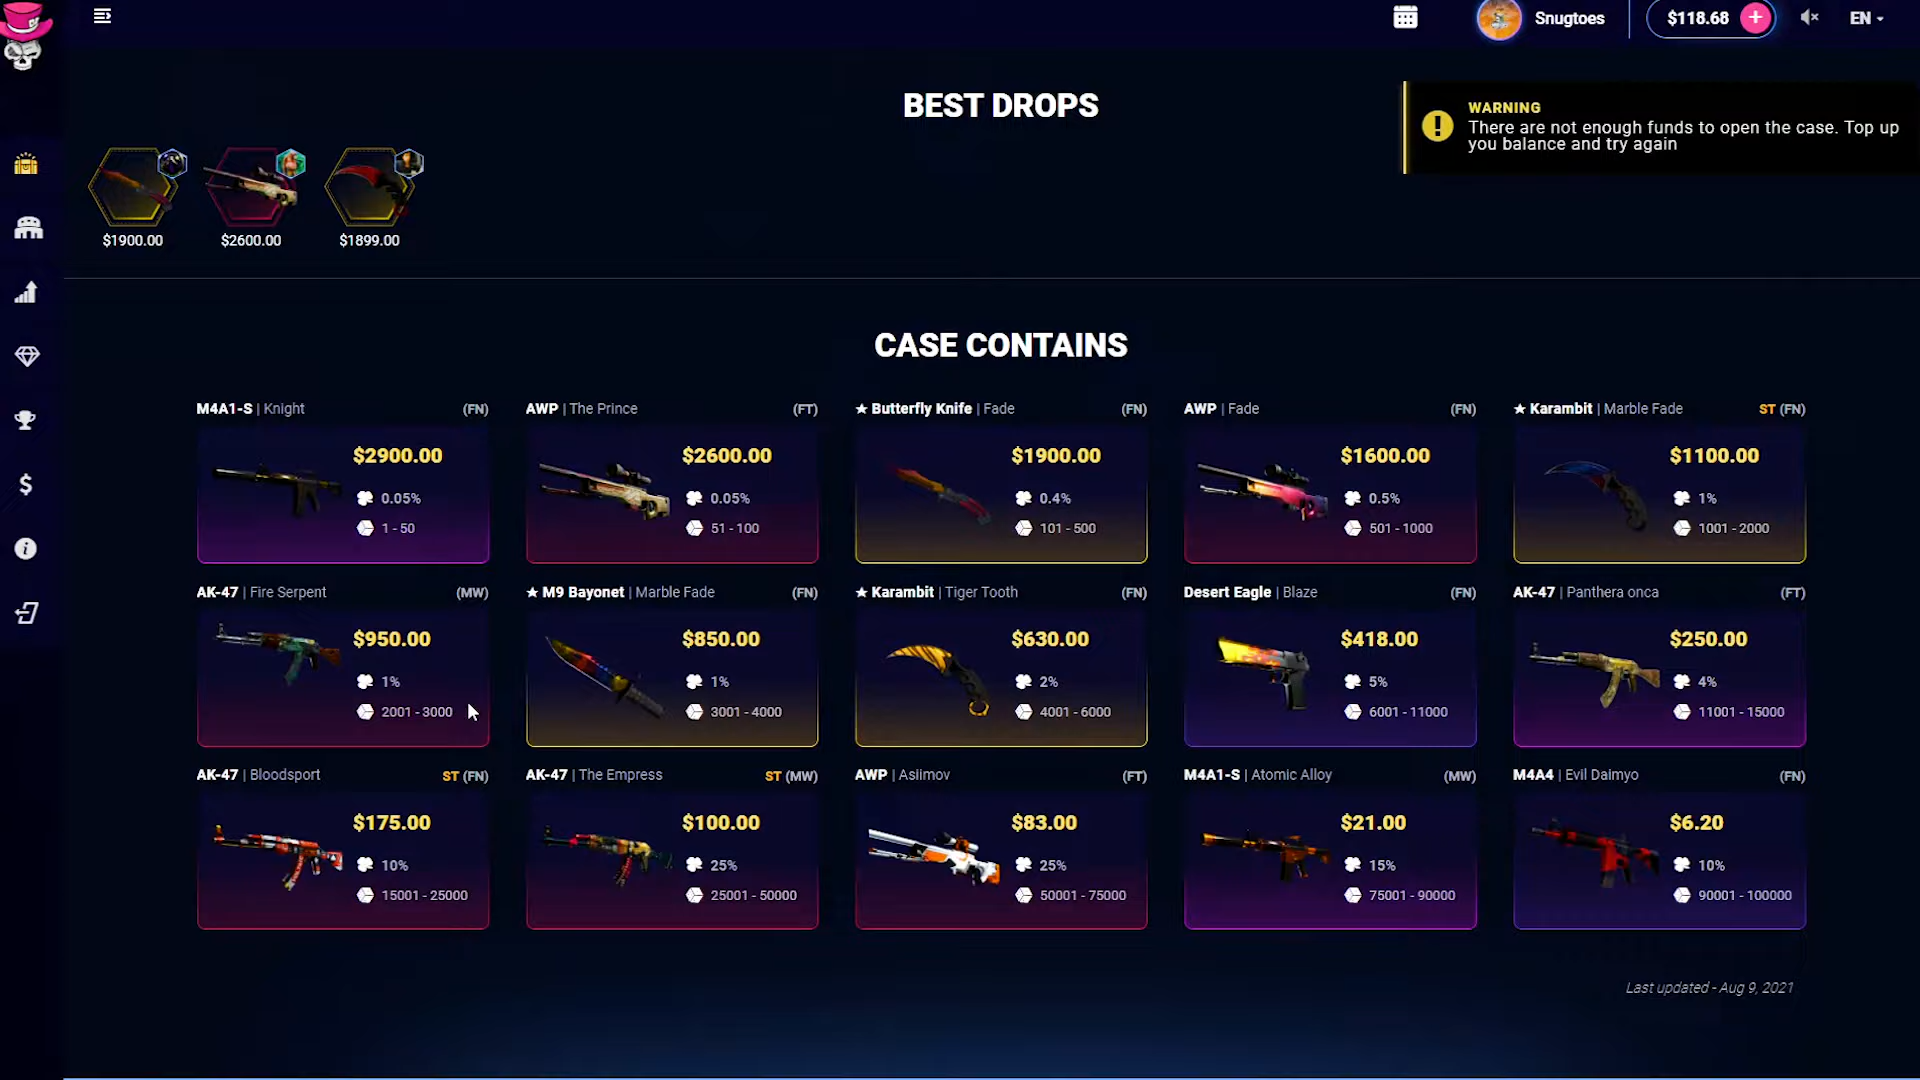 Snugtoes
$118.68
EN
BEST DROPS
WARNING
There are not enough funds to open the case. Top up
you balance and try again
$1900.00
$2600.00
$1899.00
CASE CONTAINS
M4A1-S | Knight (FN)
$2900.00
0.05%
1 - 50
AWP | The Prince (FT)
$2600.00
0.05%
51 - 100
★ Butterfly Knife | Fade (FN)
$1900.00
0.4%
101 - 500
AWP | Fade (FN)
$1600.00
0.5%
501 - 1000
★ Karambit | Marble Fade ST (FN)
$1100.00
1%
1001 - 2000
AK-47 | Fire Serpent (MW)
$950.00
1%
2001 - 3000
★ M9 Bayonet | Marble Fade (FN)
$850.00
1%
3001 - 4000
★ Karambit | Tiger Tooth (FN)
$630.00
2%
4001 - 6000
Desert Eagle | Blaze (FN)
$418.00
5%
6001 - 11000
AK-47 | Panthera onca (FT)
$250.00
4%
11001 - 15000
AK-47 | Bloodsport ST (FN)
$175.00
10%
15001 - 25000
AK-47 | The Empress ST (MW)
$100.00
25%
25001 - 50000
AWP | Asiimov (FT)
$83.00
25%
50001 - 75000
M4A1-S | Atomic Alloy (MW)
$21.00
15%
75001 - 90000
M4A4 | Evil Daimyo (FN)
$6.20
10%
90001 - 100000
Last updated - Aug 9, 2021